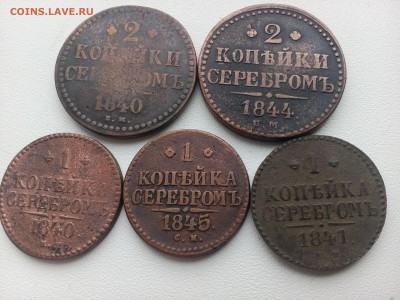 COINS.LAVE.RU
2
КОПѢЙКИ
СЕРЕБРОМЪ
1840
Е.М.
2
КОПѢЙКИ
СЕРЕБРОМЪ
1844
Е М
1
КОПѢЙКА
СЕРЕБРОМЪ
1840
1
КОПѢЙКА
СЕРЕБРОМЪ
1845
С.М.
1
КОПѢЙКА
СЕРЕБРОМЪ
1841